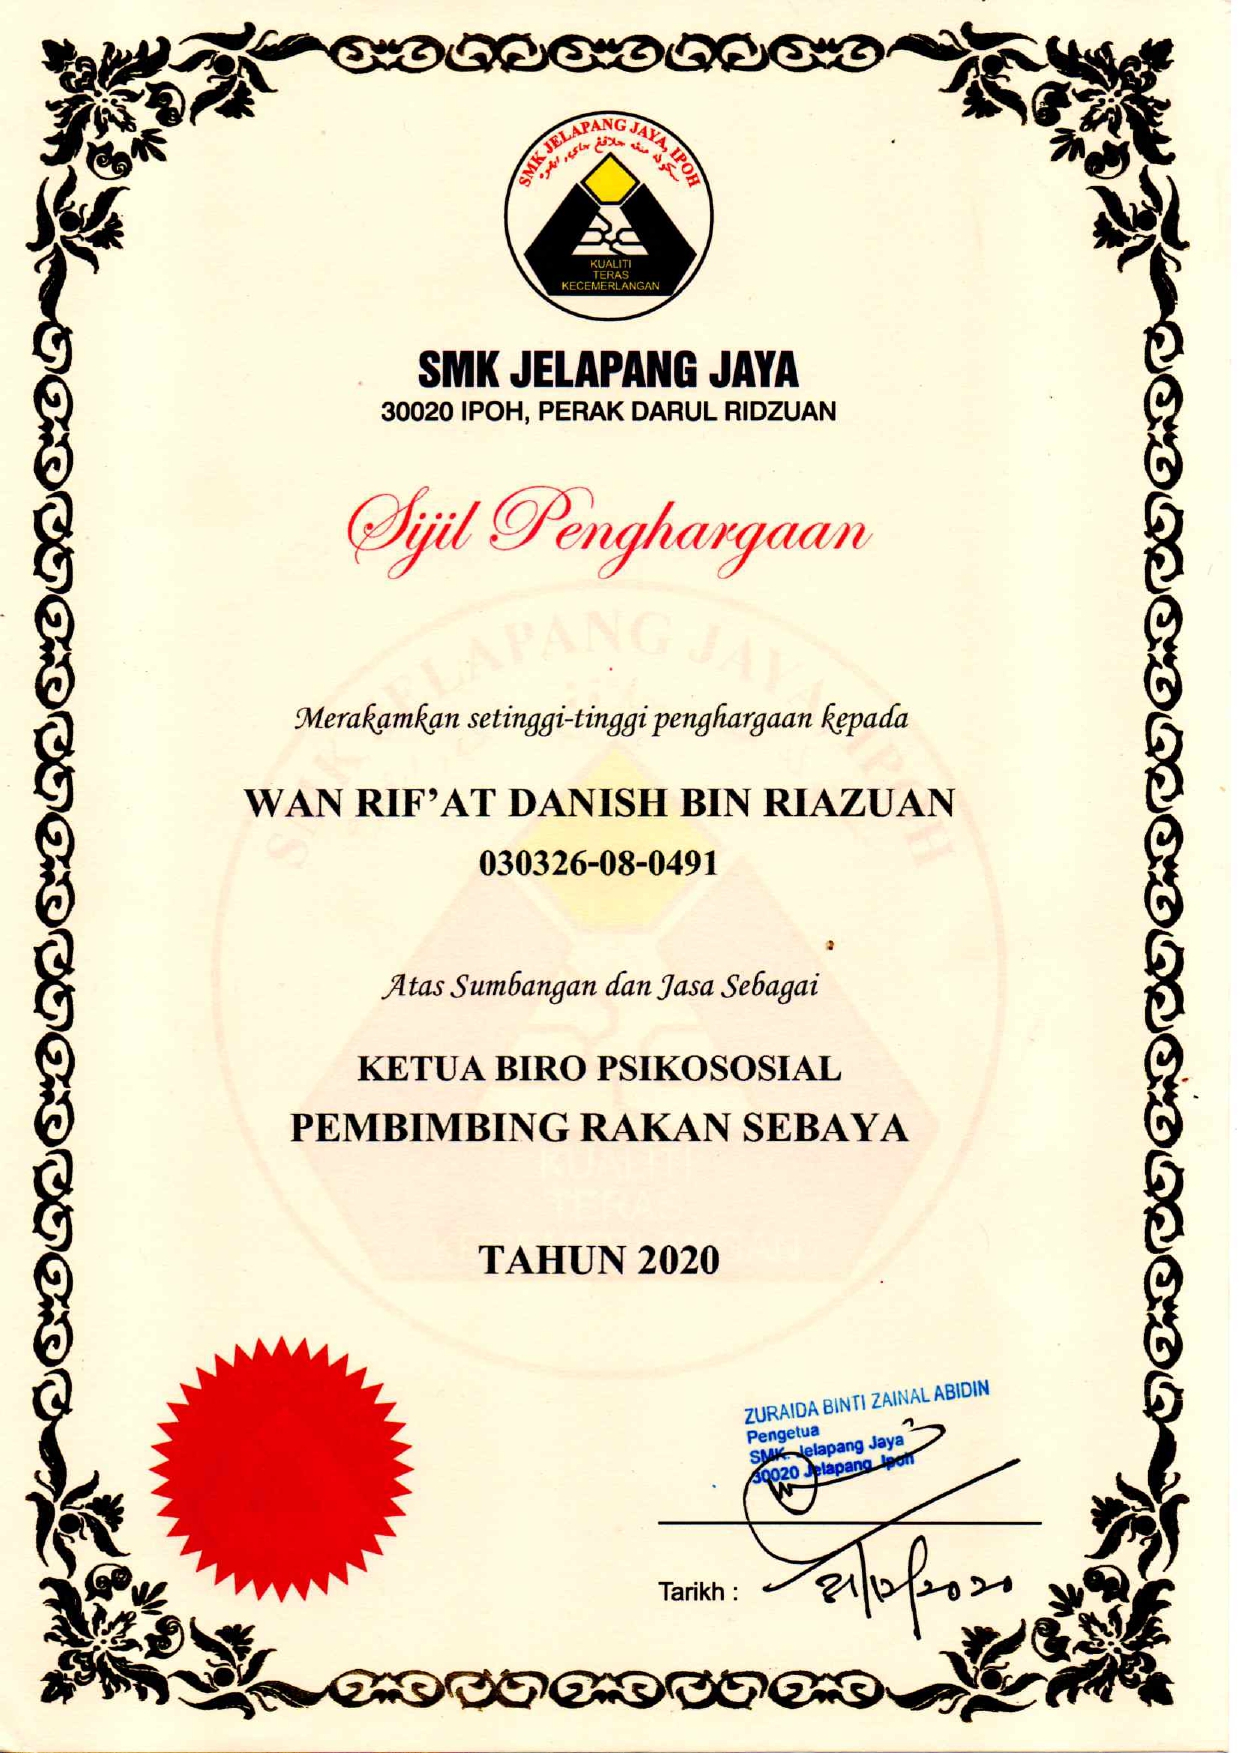 SMK JELAPANG JAYA, IPOH
KUALITI
TERAS
KECEMERLANGAN
SMK JELAPANG JAYA
30020 IPOH, PERAK DARUL RIDZUAN
Sijil Penghargaan
Merakamkan setinggi-tinggi penghargaan kepada
WAN RIF’AT DANISH BIN RIAZUAN
030326-08-0491
Atas Sumbangan dan Jasa Sebagai
KETUA BIRO PSIKOSOSIAL
PEMBIMBING RAKAN SEBAYA
TAHUN 2020
ZURAIDA BINTI ZAINAL ABIDIN
Pengetua
SMK. Jelapang Jaya
30020 Jelapang, Ipoh
Tarikh : 21/12/2020